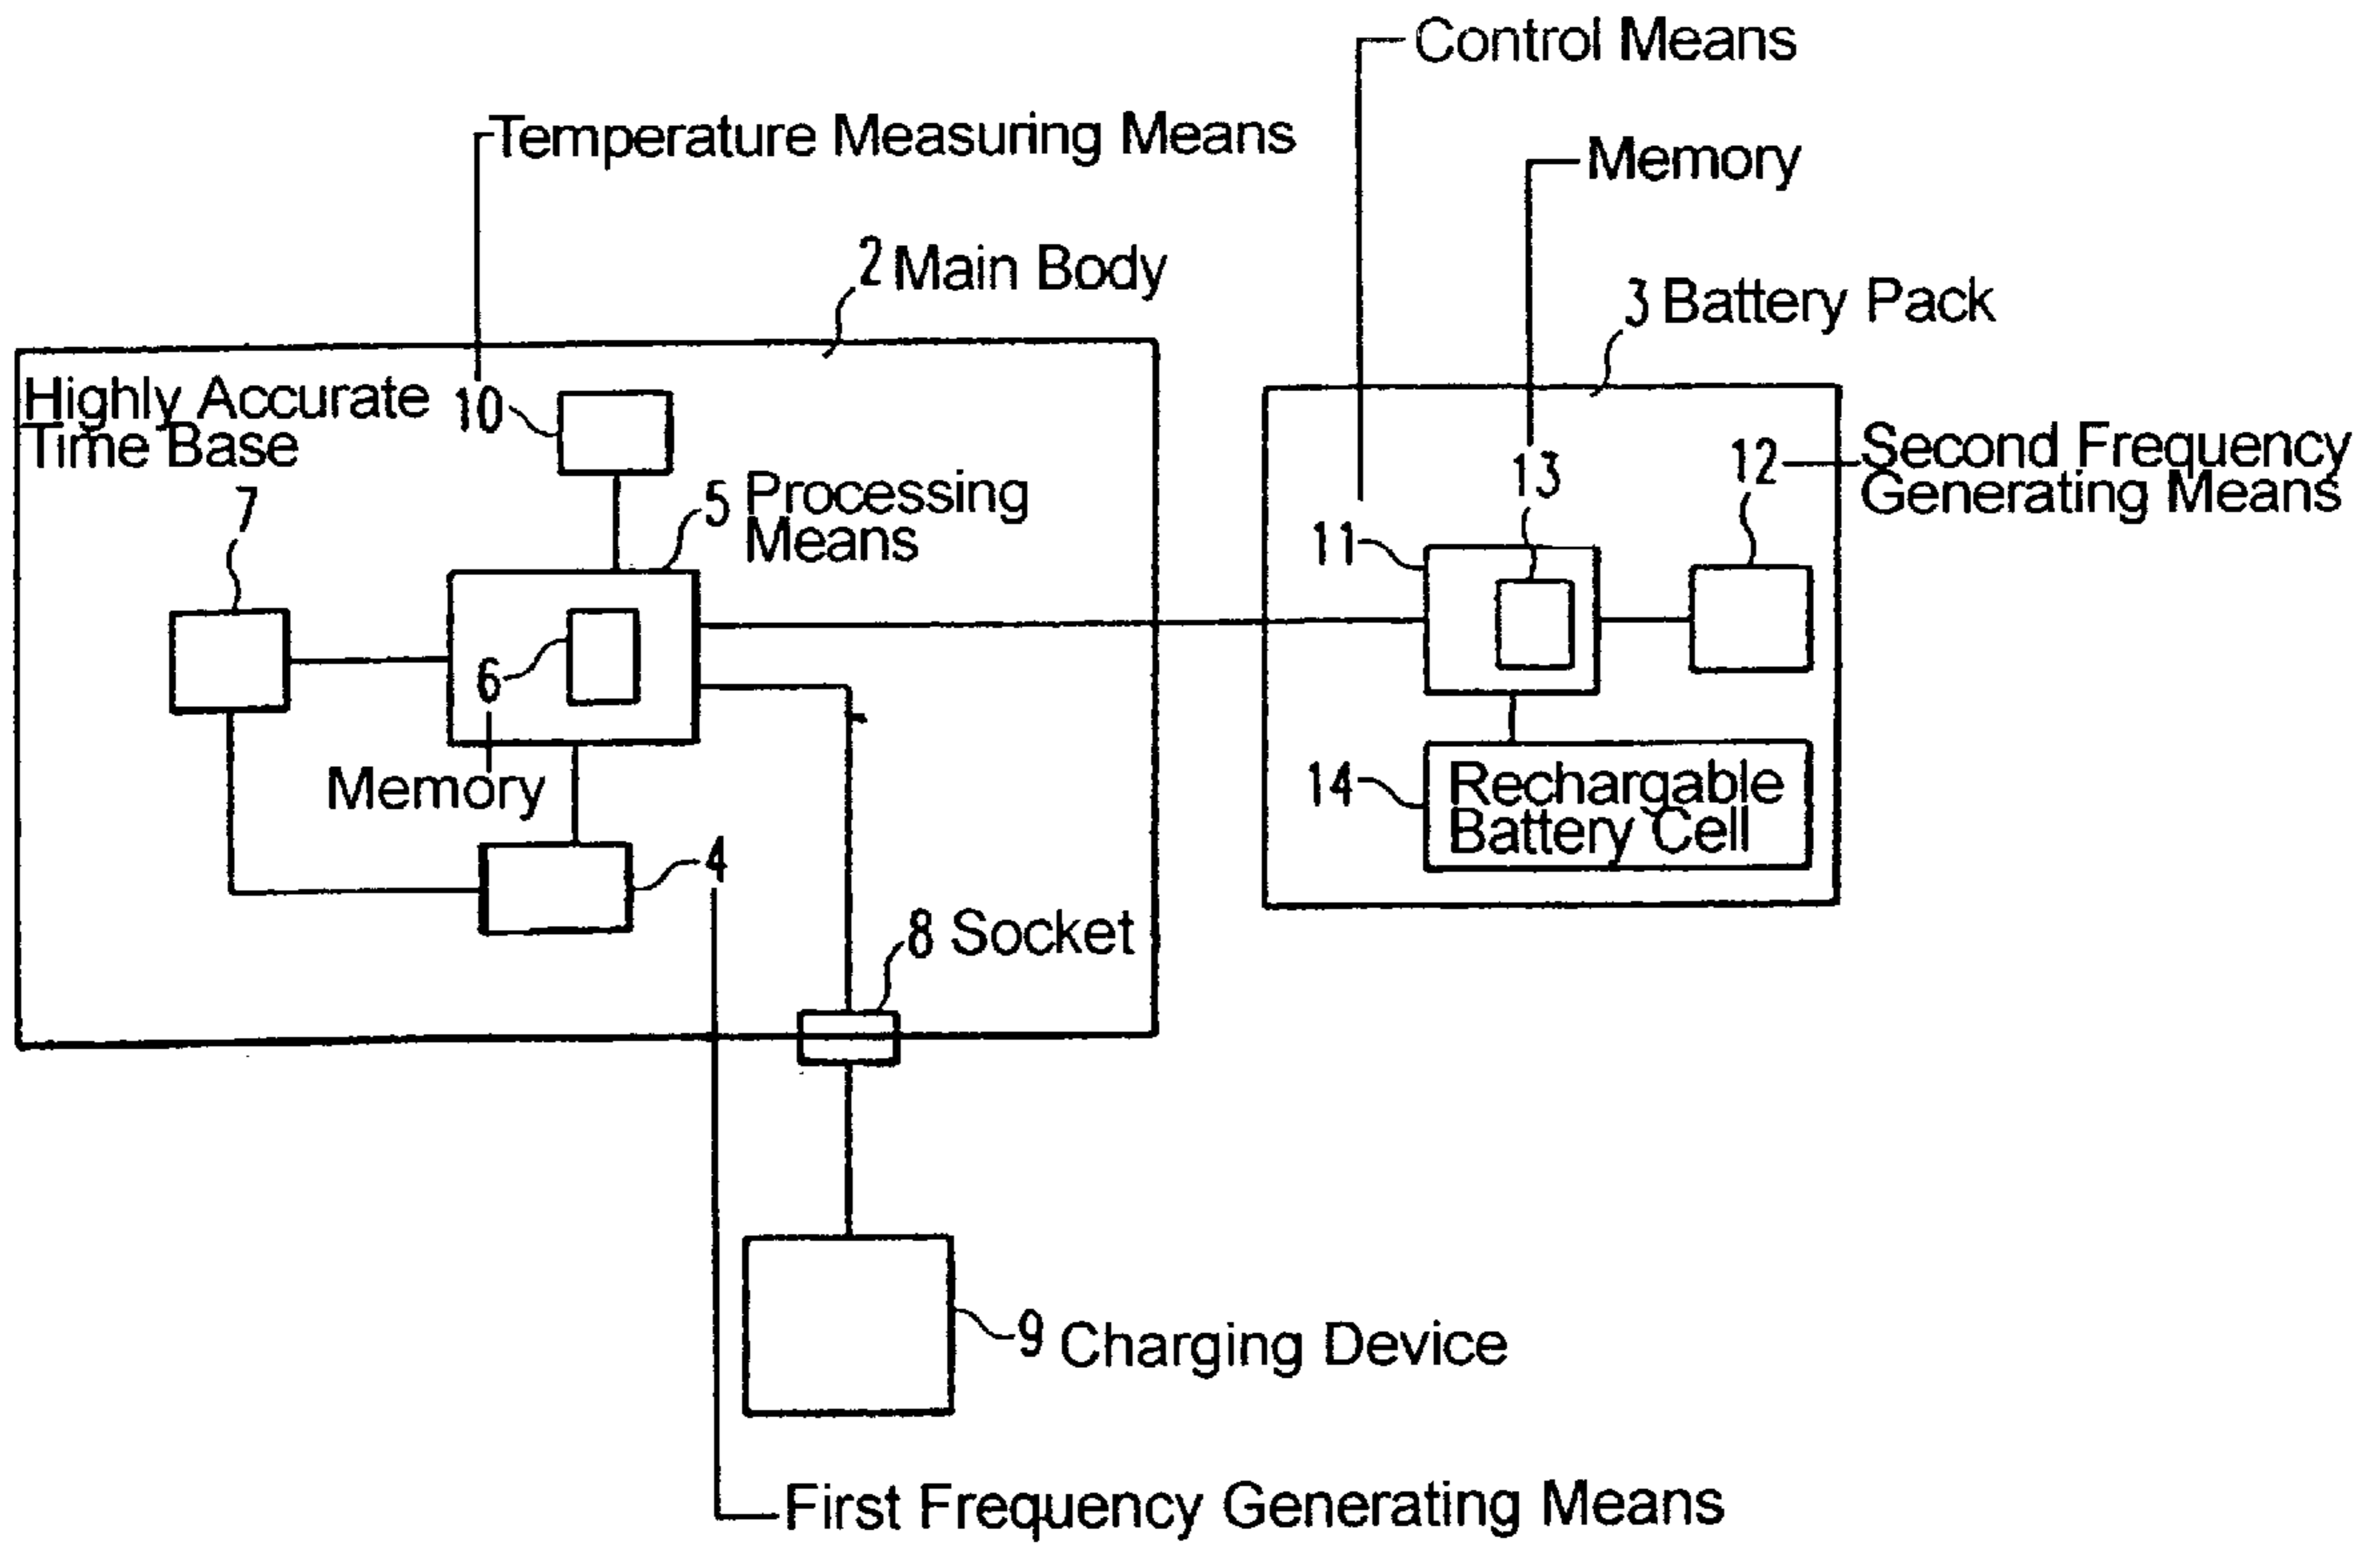 Control Means
Temperature Measuring Means
Memory
2 Main Body
3 Battery Pack
Highly Accurate
Time Base
10
7
5 Processing
Means
13
12
Second Frequency
Generating Means
11
6
Memory
4
14
Rechargable
Battery Cell
8 Socket
9 Charging Device
First Frequency Generating Means